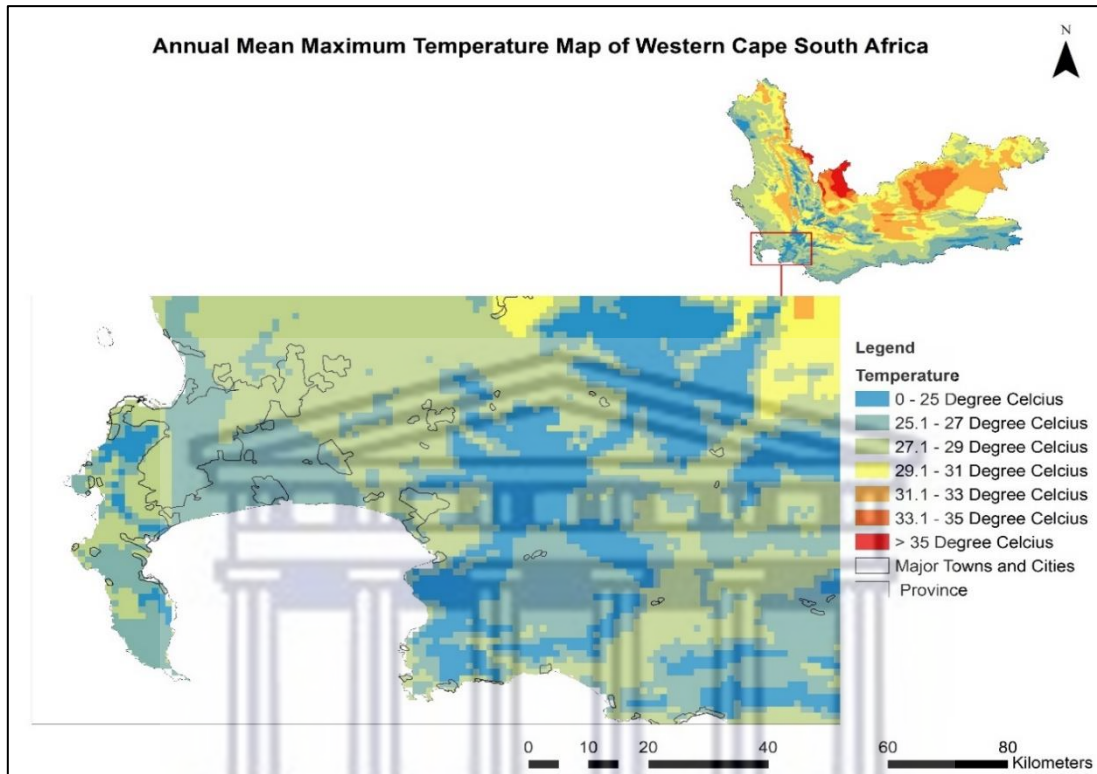 Annual Mean Maximum Temperature Map of Western Cape South Africa
N
Legend
Temperature
0 - 25 Degree Celcius
25.1 - 27 Degree Celcius
27.1 - 29 Degree Celcius
29.1 - 31 Degree Celcius
31.1 - 33 Degree Celcius
33.1 - 35 Degree Celcius
> 35 Degree Celcius
Major Towns and Cities
Province
0 10 20 40 60 80
Kilometers